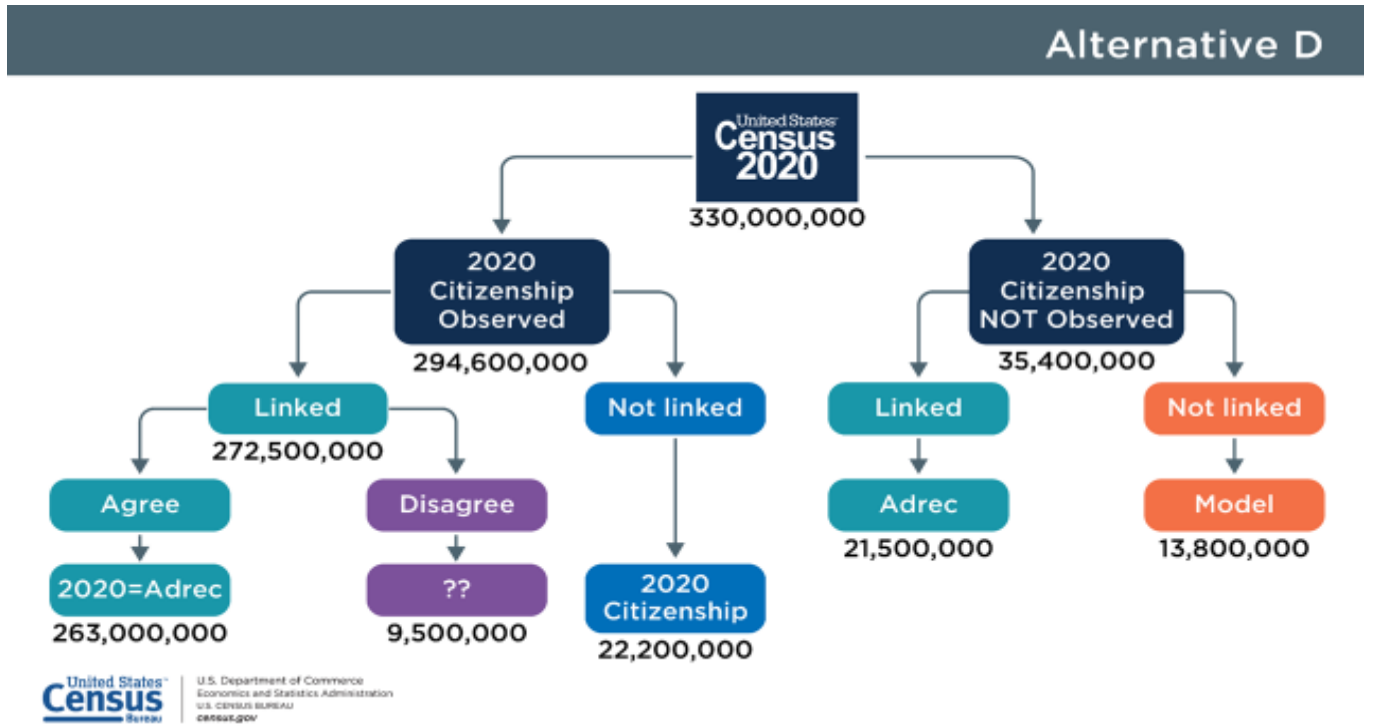 Alternative D
United States
Census
2020
330,000,000
2020
Citizenship
Observed
294,600,000
2020
Citizenship
NOT Observed
35,400,000
Linked
272,500,000
Not linked
Linked
Not linked
Agree
Disagree
Adrec
21,500,000
Model
13,800,000
2020=Adrec
263,000,000
??
9,500,000
2020
Citizenship
22,200,000
United States
Census
Bureau
U.S. Department of Commerce
Economics and Statistics Administration
U.S. CENSUS BUREAU
census.gov